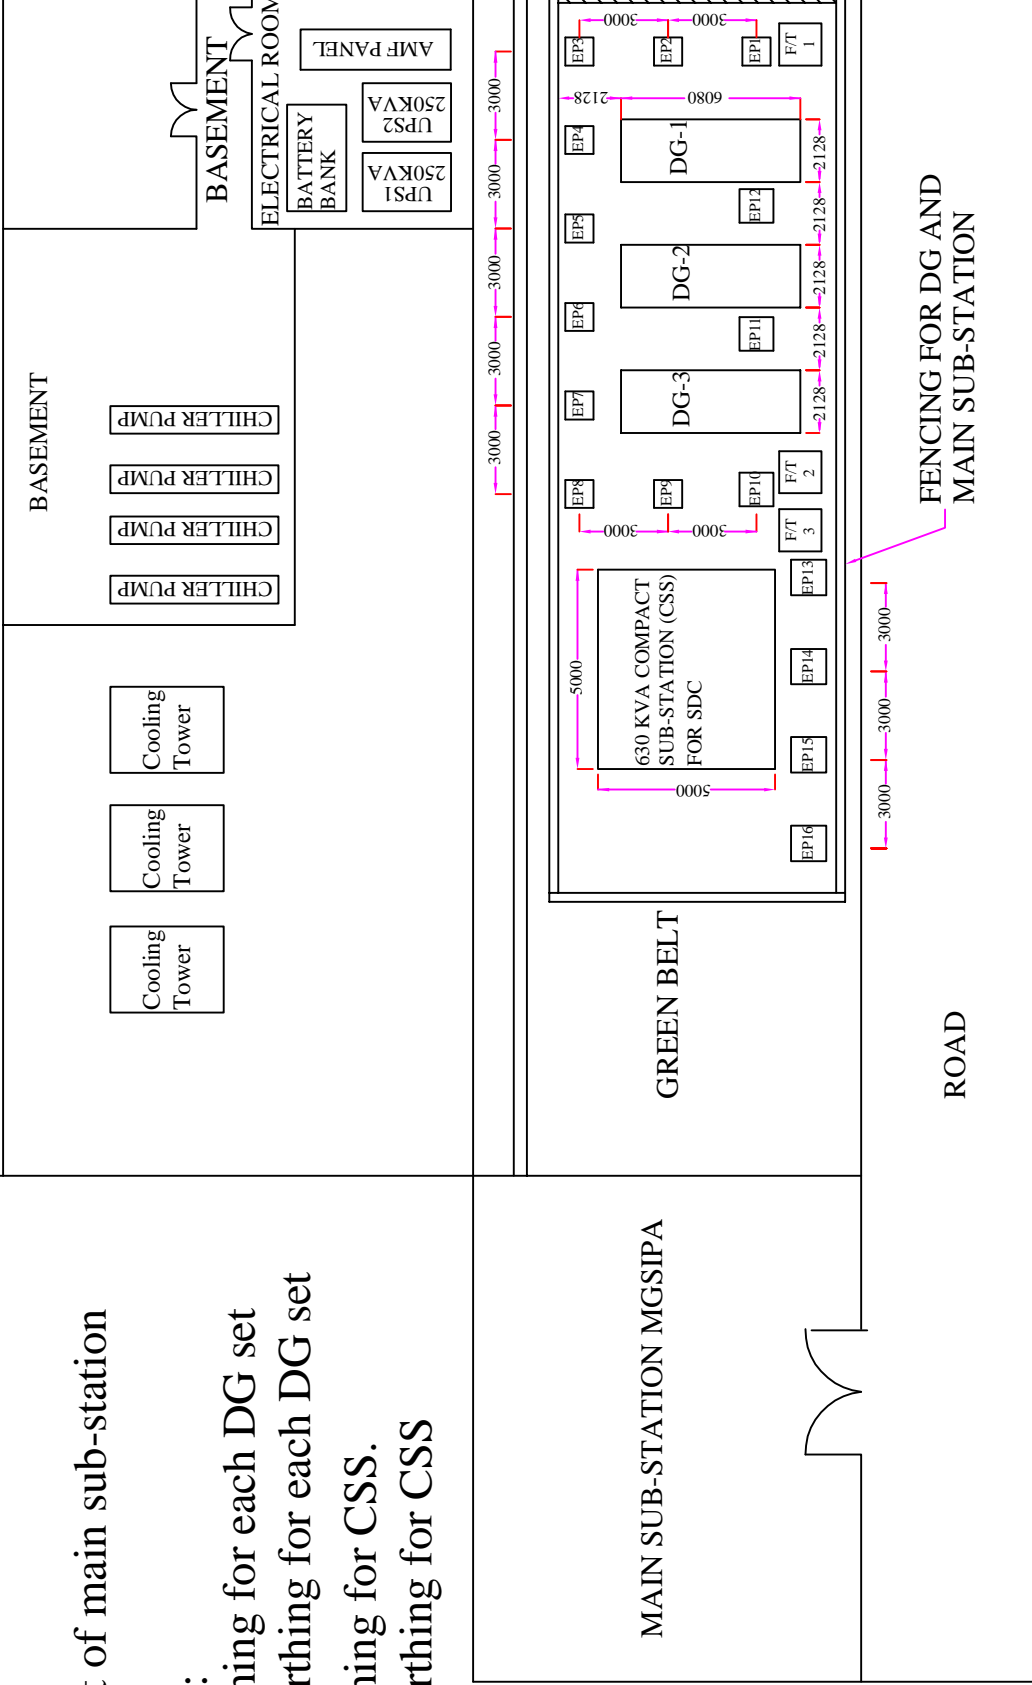 BASEMENT
CHILLER PUMP
CHILLER PUMP
CHILLER PUMP
CHILLER PUMP
Cooling
Tower
Cooling
Tower
Cooling
Tower
BASEMENT
ELECTRICAL ROOM
BATTERY
BANK
AMF PANEL
UPS2
250KVA
UPS1
250KVA
3000
3000
3000
3000
3000
EP3
EP2
EP1
F/T
1
3000
3000
2128
6080
EP4
EP5
EP6
EP7
EP8
EP9
EP10
EP11
EP12
DG-1
DG-2
DG-3
2128
2128
2128
2128
2128
F/T
2
F/T
3
3000
3000
5000
5000
630 KVA COMPACT
SUB-STATION (CSS)
FOR SDC
EP13
EP14
EP15
EP16
3000
3000
3000
FENCING FOR DG AND
MAIN SUB-STATION
GREEN BELT
ROAD
MAIN SUB-STATION MGSIPA
of main sub-station
:
ning for each DG set
rthing for each DG set
ning for CSS.
rthing for CSS